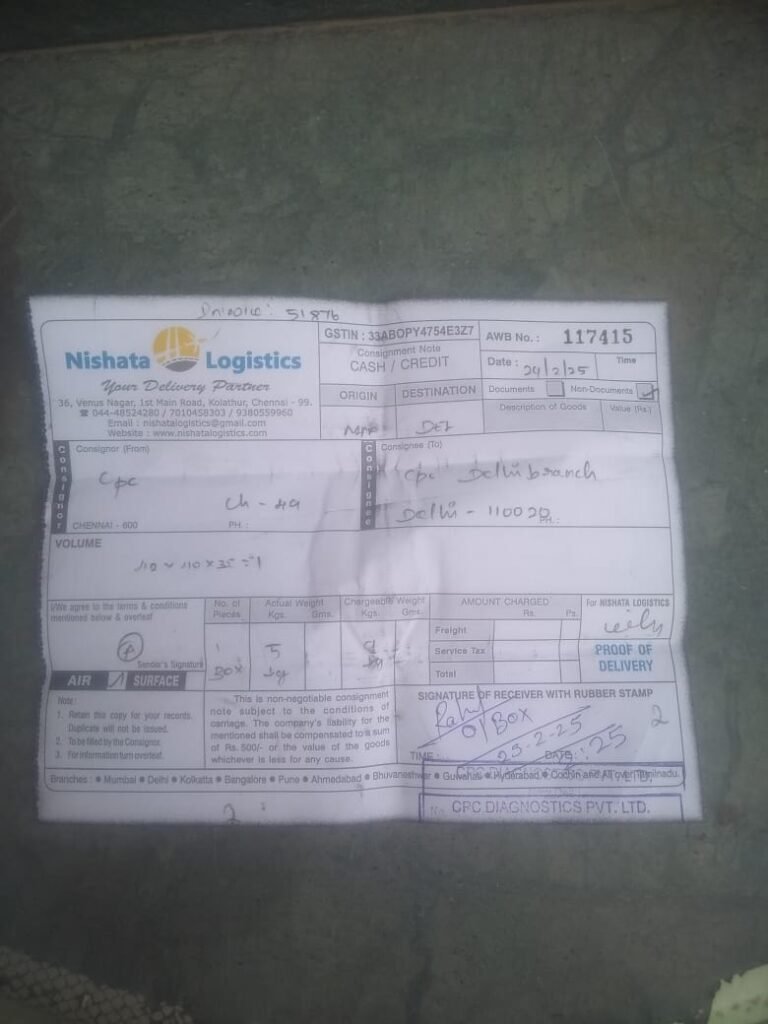 51876
Nishata Logistics
Your Delivery Partner
36, Venus Nagar, 1st Main Road, Kolathur, Chennai - 99.
☎ 044-48524280 / 7010458303 / 9380559960
Email : nishatalogistics@gmail.com
Website : www.nishatalogistics.com
GSTIN : 33ABOPY4754E3Z7
Consignment Note
CASH / CREDIT
ORIGIN DESTINATION
DEL
AWB No.: 117415
Date : 24/2/25 Time
Documents Non-Documents
Description of Goods Value (Rs.)
Consignor
Consignor (From)
Cpc
Ch - 49
CHENNAI - 600 PH. :
Consignee
Consignee (To)
Cpc Delhi branch
Delhi - 110020
PH. :
VOLUME
I/We agree to the terms & conditions
mentioned below & overleaf
Sender's Signature
AIR SURFACE
No. of
Pieces
1
Box
Actual Weight
Kgs. Gms.
5
kg
Chargeable Weight
Kgs. Gms.
AMOUNT CHARGED
Rs. Ps.
Freight
Service Tax
Total
For NISHATA LOGISTICS
PROOF OF
DELIVERY
Note :
1. Retain this copy for your records.
Duplicate will not be issued.
2. To be filled by the Consignor.
3. For information turn overleaf.
This is non-negotiable consignment
note subject to the conditions of
carriage. The company's liability for the
mentioned shall be compensated to a sum
of Rs. 500/- or the value of the goods
whichever is less for any cause.
SIGNATURE OF RECEIVER WITH RUBBER STAMP
01 Box
2
25-2-25
TIME : DATE :
Branches : ● Mumbai ● Delhi ● Kolkatta ● Bangalore ● Pune ● Ahmedabad ● Bhuvaneshwar ● Guwahati ● Hyderabad ● Cochin and All over Tamilnadu.
2
CPC DIAGNOSTICS PVT. LTD.